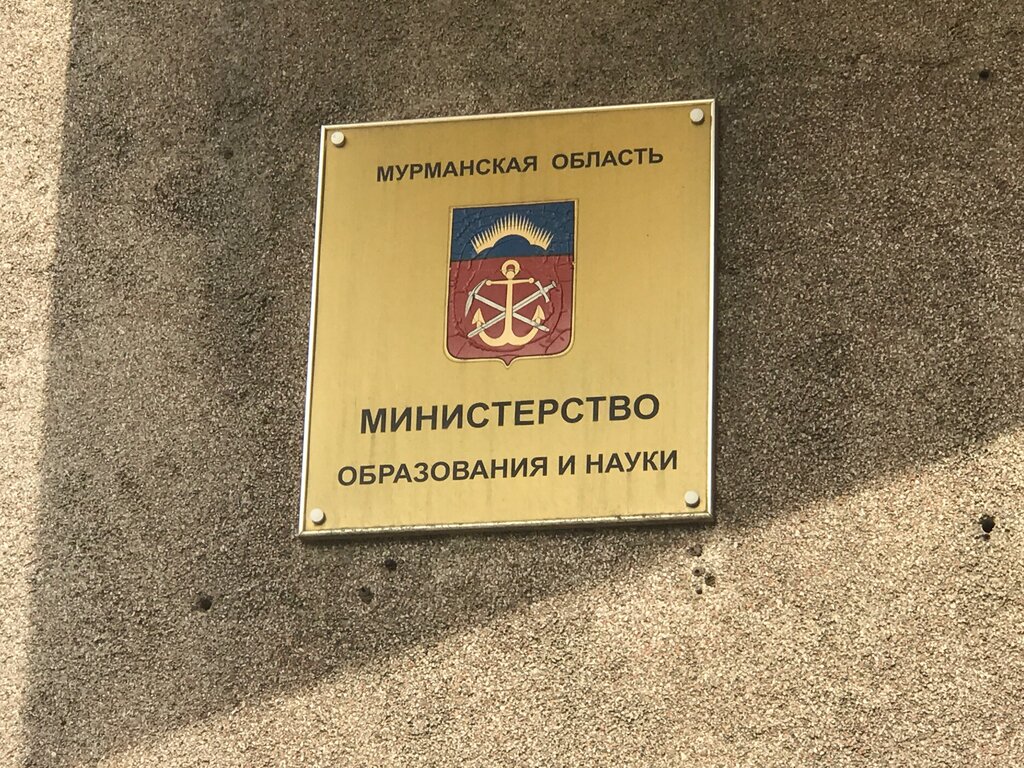 МУРМАНСКАЯ ОБЛАСТЬ
МИНИСТЕРСТВО
ОБРАЗОВАНИЯ И НАУКИ